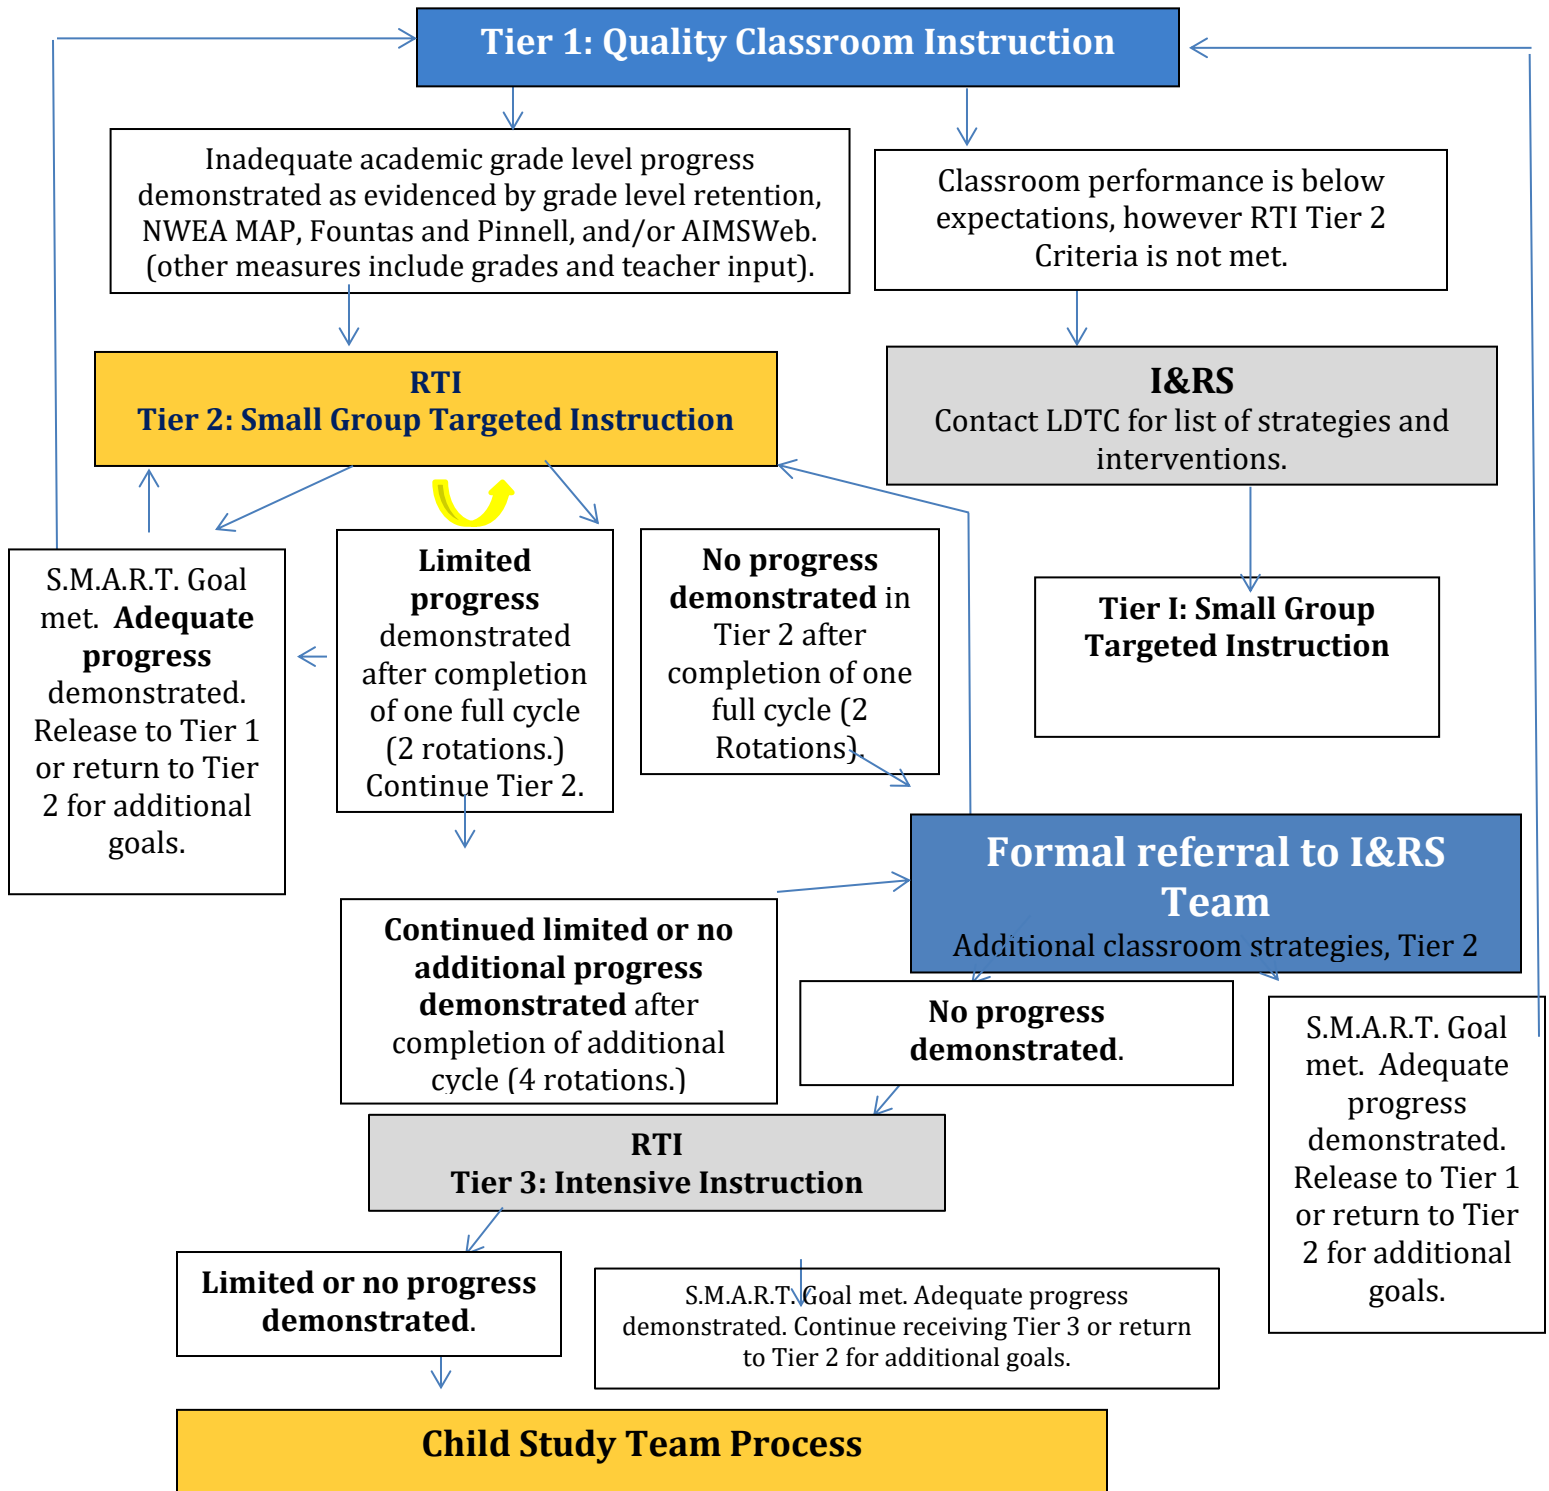 Tier 1: Quality Classroom Instruction
Inadequate academic grade level progress
demonstrated as evidenced by grade level retention,
NWEA MAP, Fountas and Pinnell, and/or AIMSWeb.
(other measures include grades and teacher input).
Classroom performance is below
expectations, however RTI Tier 2
Criteria is not met.
RTI
Tier 2: Small Group Targeted Instruction
I&RS
Contact LDTC for list of strategies and
interventions.
S.M.A.R.T. Goal
met.  Adequate
progress
demonstrated.
Release to Tier 1
or return to Tier
2 for additional
goals.
Limited
progress
demonstrated
after completion
of one full cycle
(2 rotations.)
Continue Tier 2.
No progress
demonstrated in
Tier 2 after
completion of one
full cycle (2
Rotations).
Tier I: Small Group
Targeted Instruction
Formal referral to I&RS
Team
Additional classroom strategies, Tier 2
Continued limited or no
additional progress
demonstrated after
completion of additional
cycle (4 rotations.)
No progress
demonstrated.
S.M.A.R.T. Goal
met.  Adequate
progress
demonstrated.
Release to Tier 1
or return to Tier
2 for additional
goals.
RTI
Tier 3: Intensive Instruction
Limited or no progress
demonstrated.
S.M.A.R.T. Goal met. Adequate progress
demonstrated. Continue receiving Tier 3 or return
to Tier 2 for additional goals.
Child Study Team Process